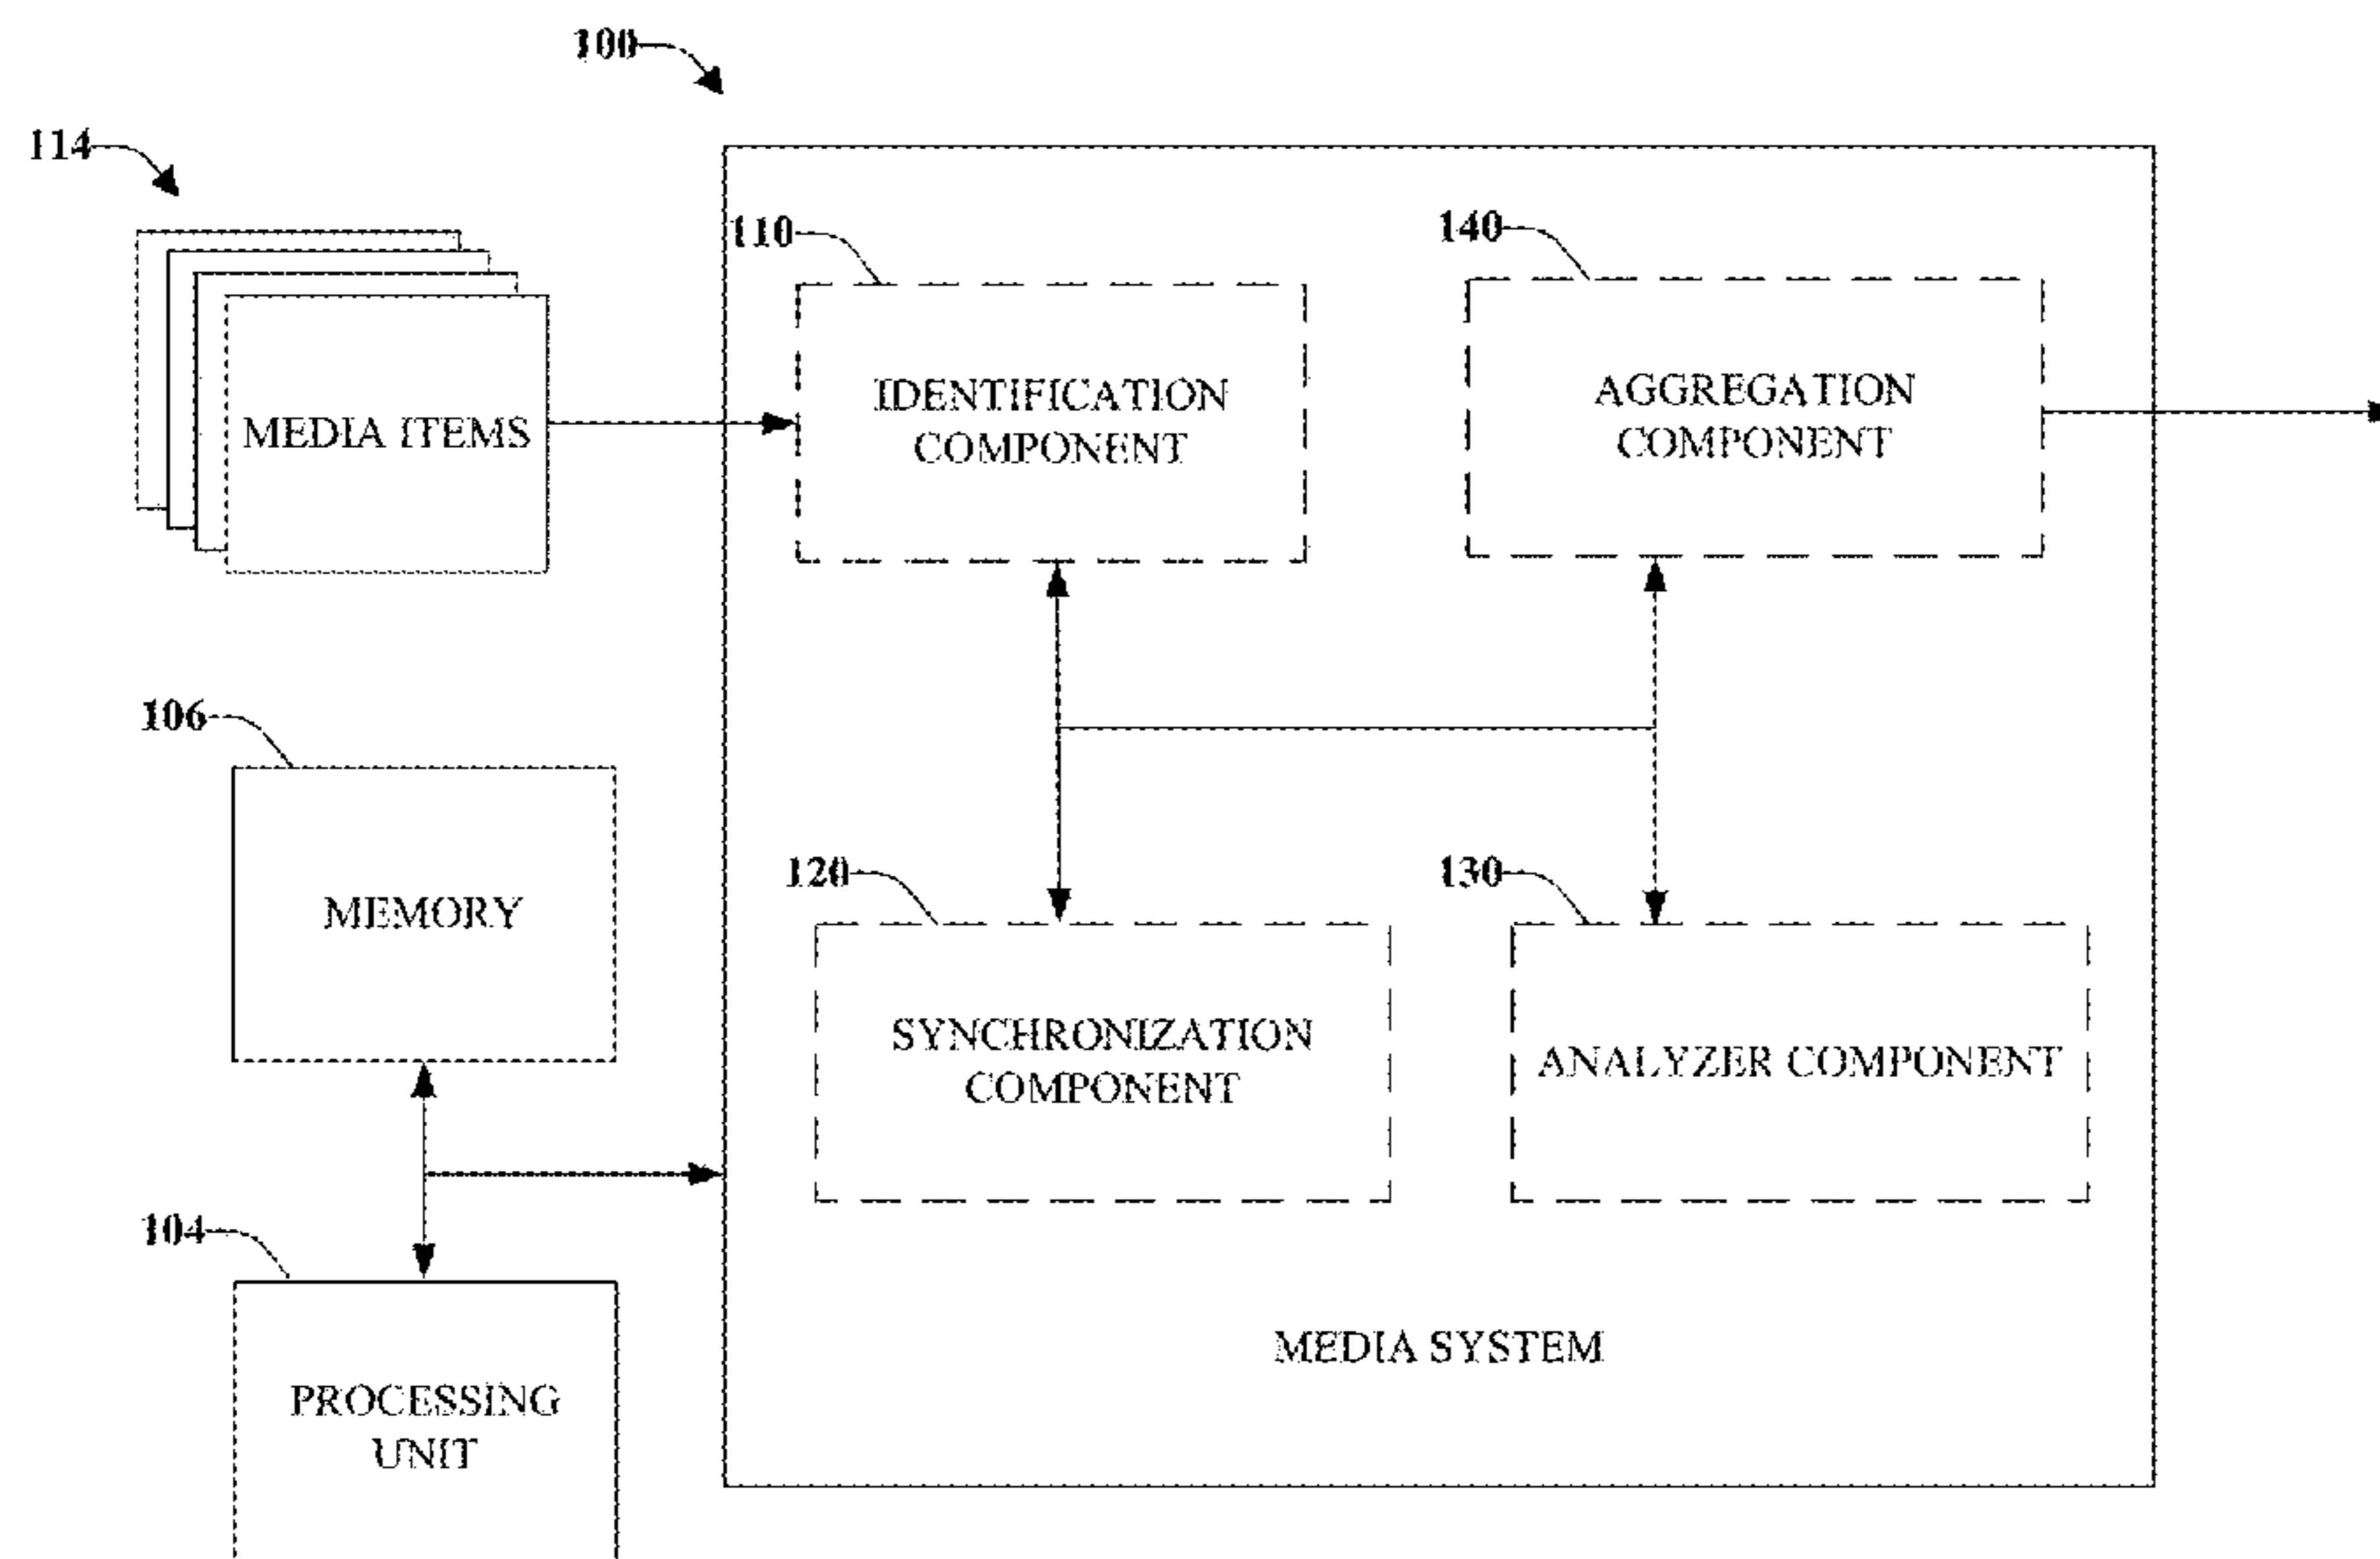 100
114
110
140
MEDIA ITEMS
IDENTIFICATION
COMPONENT
AGGREGATION
COMPONENT
106
MEMORY
120
130
SYNCHRONIZATION
COMPONENT
ANALYZER COMPONENT
104
PROCESSING
UNIT
MEDIA SYSTEM